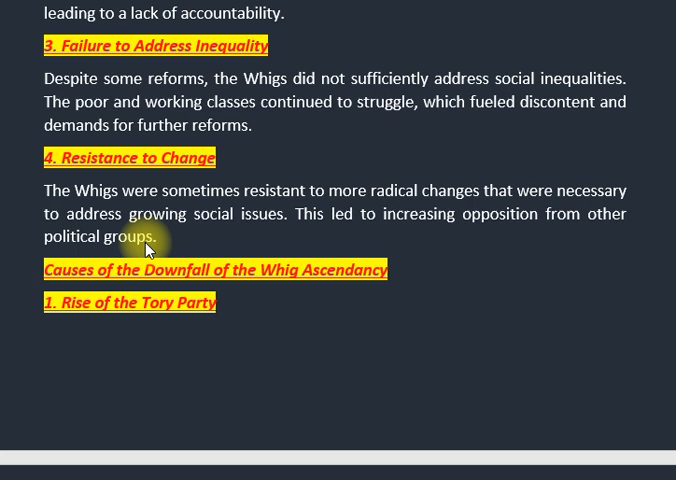 leading to a lack of accountability.
3. Failure to Address Inequality
Despite some reforms, the Whigs did not sufficiently address social inequalities.
The poor and working classes continued to struggle, which fueled discontent and
demands for further reforms.
4. Resistance to Change
The Whigs were sometimes resistant to more radical changes that were necessary
to address growing social issues. This led to increasing opposition from other
political groups.
Causes of the Downfall of the Whig Ascendancy
1. Rise of the Tory Party